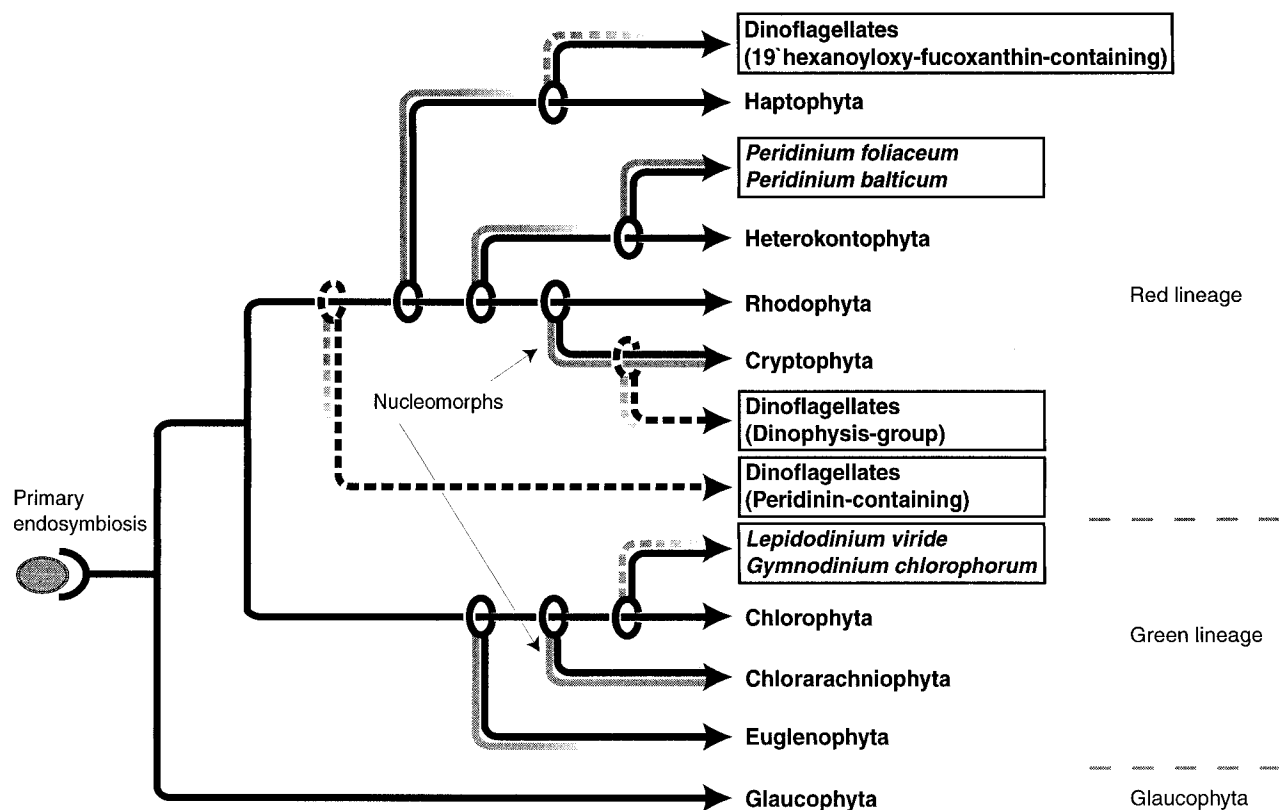 Dinoflagellates
(19`hexanoyloxy-fucoxanthin-containing)
Haptophyta
Peridinium foliaceum
Peridinium balticum
Heterokontophyta
Rhodophyta
Red lineage
Cryptophyta
Nucleomorphs
Dinoflagellates
(Dinophysis-group)
Dinoflagellates
(Peridinin-containing)
Primary
endosymbiosis
Lepidodinium viride
Gymnodinium chlorophorum
Chlorophyta
Green lineage
Chlorarachniophyta
Euglenophyta
Glaucophyta
Glaucophyta